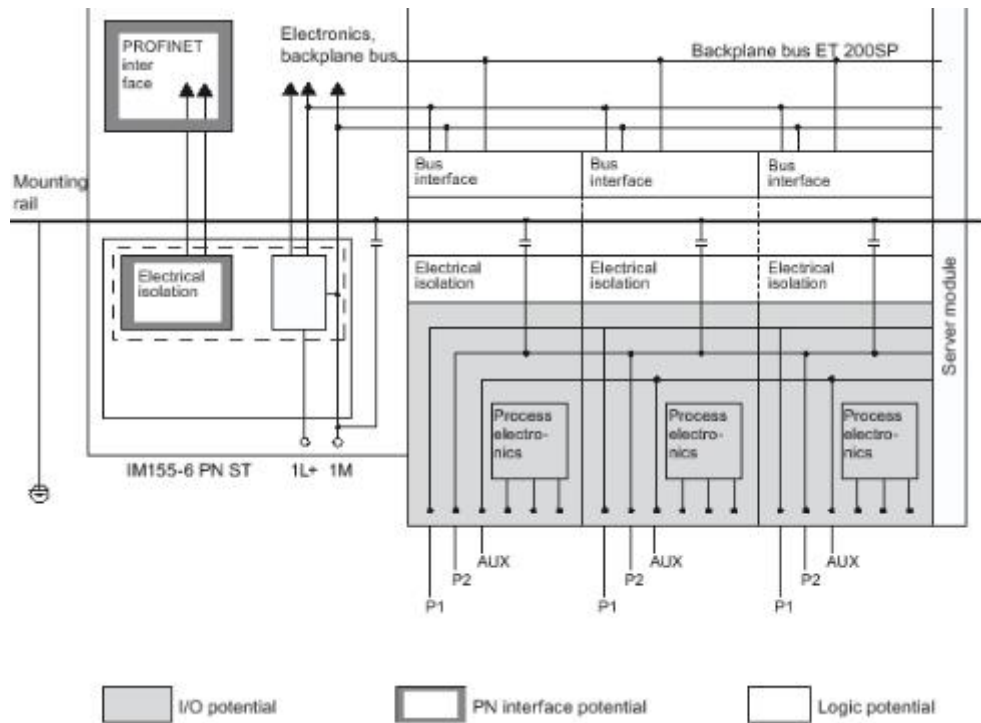 PROFINET
inter
face
Electronics,
backplane bus
Backplane bus ET 200SP
Bus
interface
Bus
interface
Bus
interface
Mounting
rail
Electrical
isolation
Electrical
isolation
Electrical
isolation
Electrical
isolation
Server module
Process
electro-
nics
Process
electro-
nics
Process
electro-
nics
IM155-6 PN ST
1L+
1M
AUX
P2
P1
AUX
P2
P1
AUX
P2
P1
I/O potential
PN interface potential
Logic potential